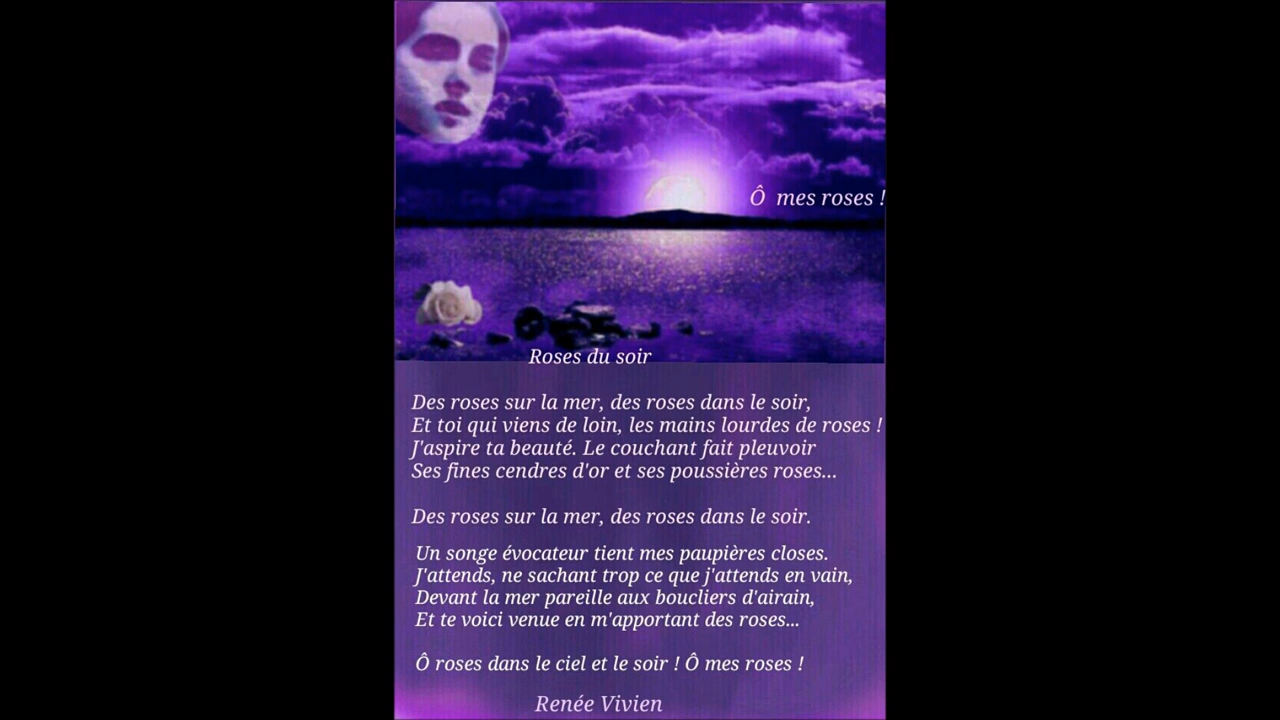 Ô mes roses !
Roses du soir
Des roses sur la mer, des roses dans le soir,
Et toi qui viens de loin, les mains lourdes de roses !
J'aspire ta beauté. Le couchant fait pleuvoir
Ses fines cendres d'or et ses poussières roses...
Des roses sur la mer, des roses dans le soir.
Un songe évocateur tient mes paupières closes.
J'attends, ne sachant trop ce que j'attends en vain,
Devant la mer pareille aux boucliers d'airain,
Et te voici venue en m'apportant des roses...
Ô roses dans le ciel et le soir ! Ô mes roses !
Renée Vivien